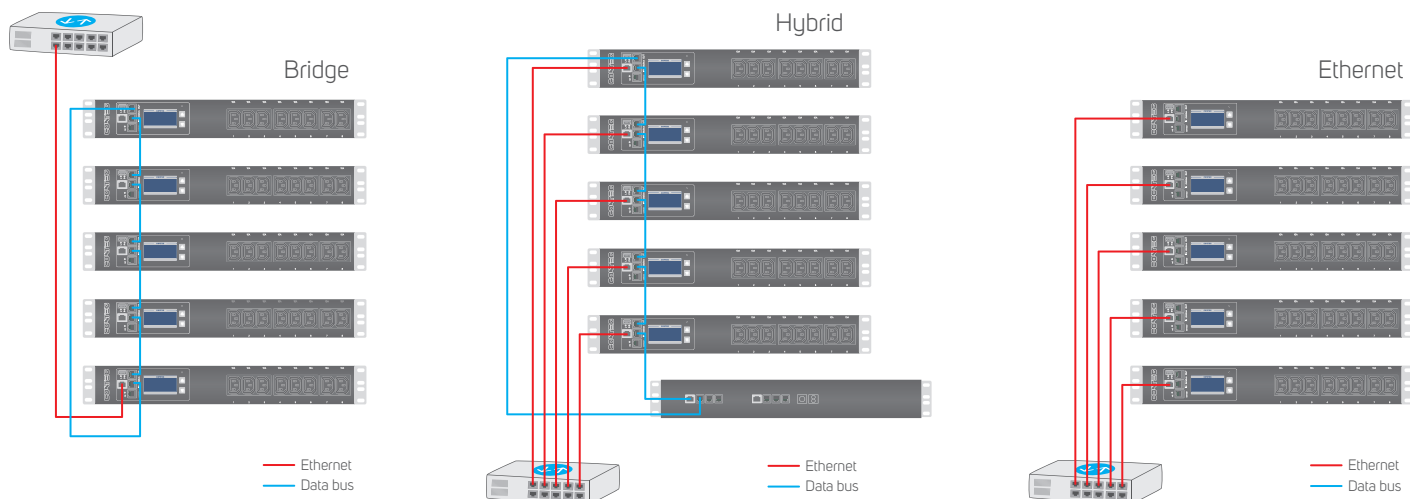 Bridge
Ethernet
Data bus
Hybrid
Ethernet
Data bus
Ethernet
Ethernet
Data bus